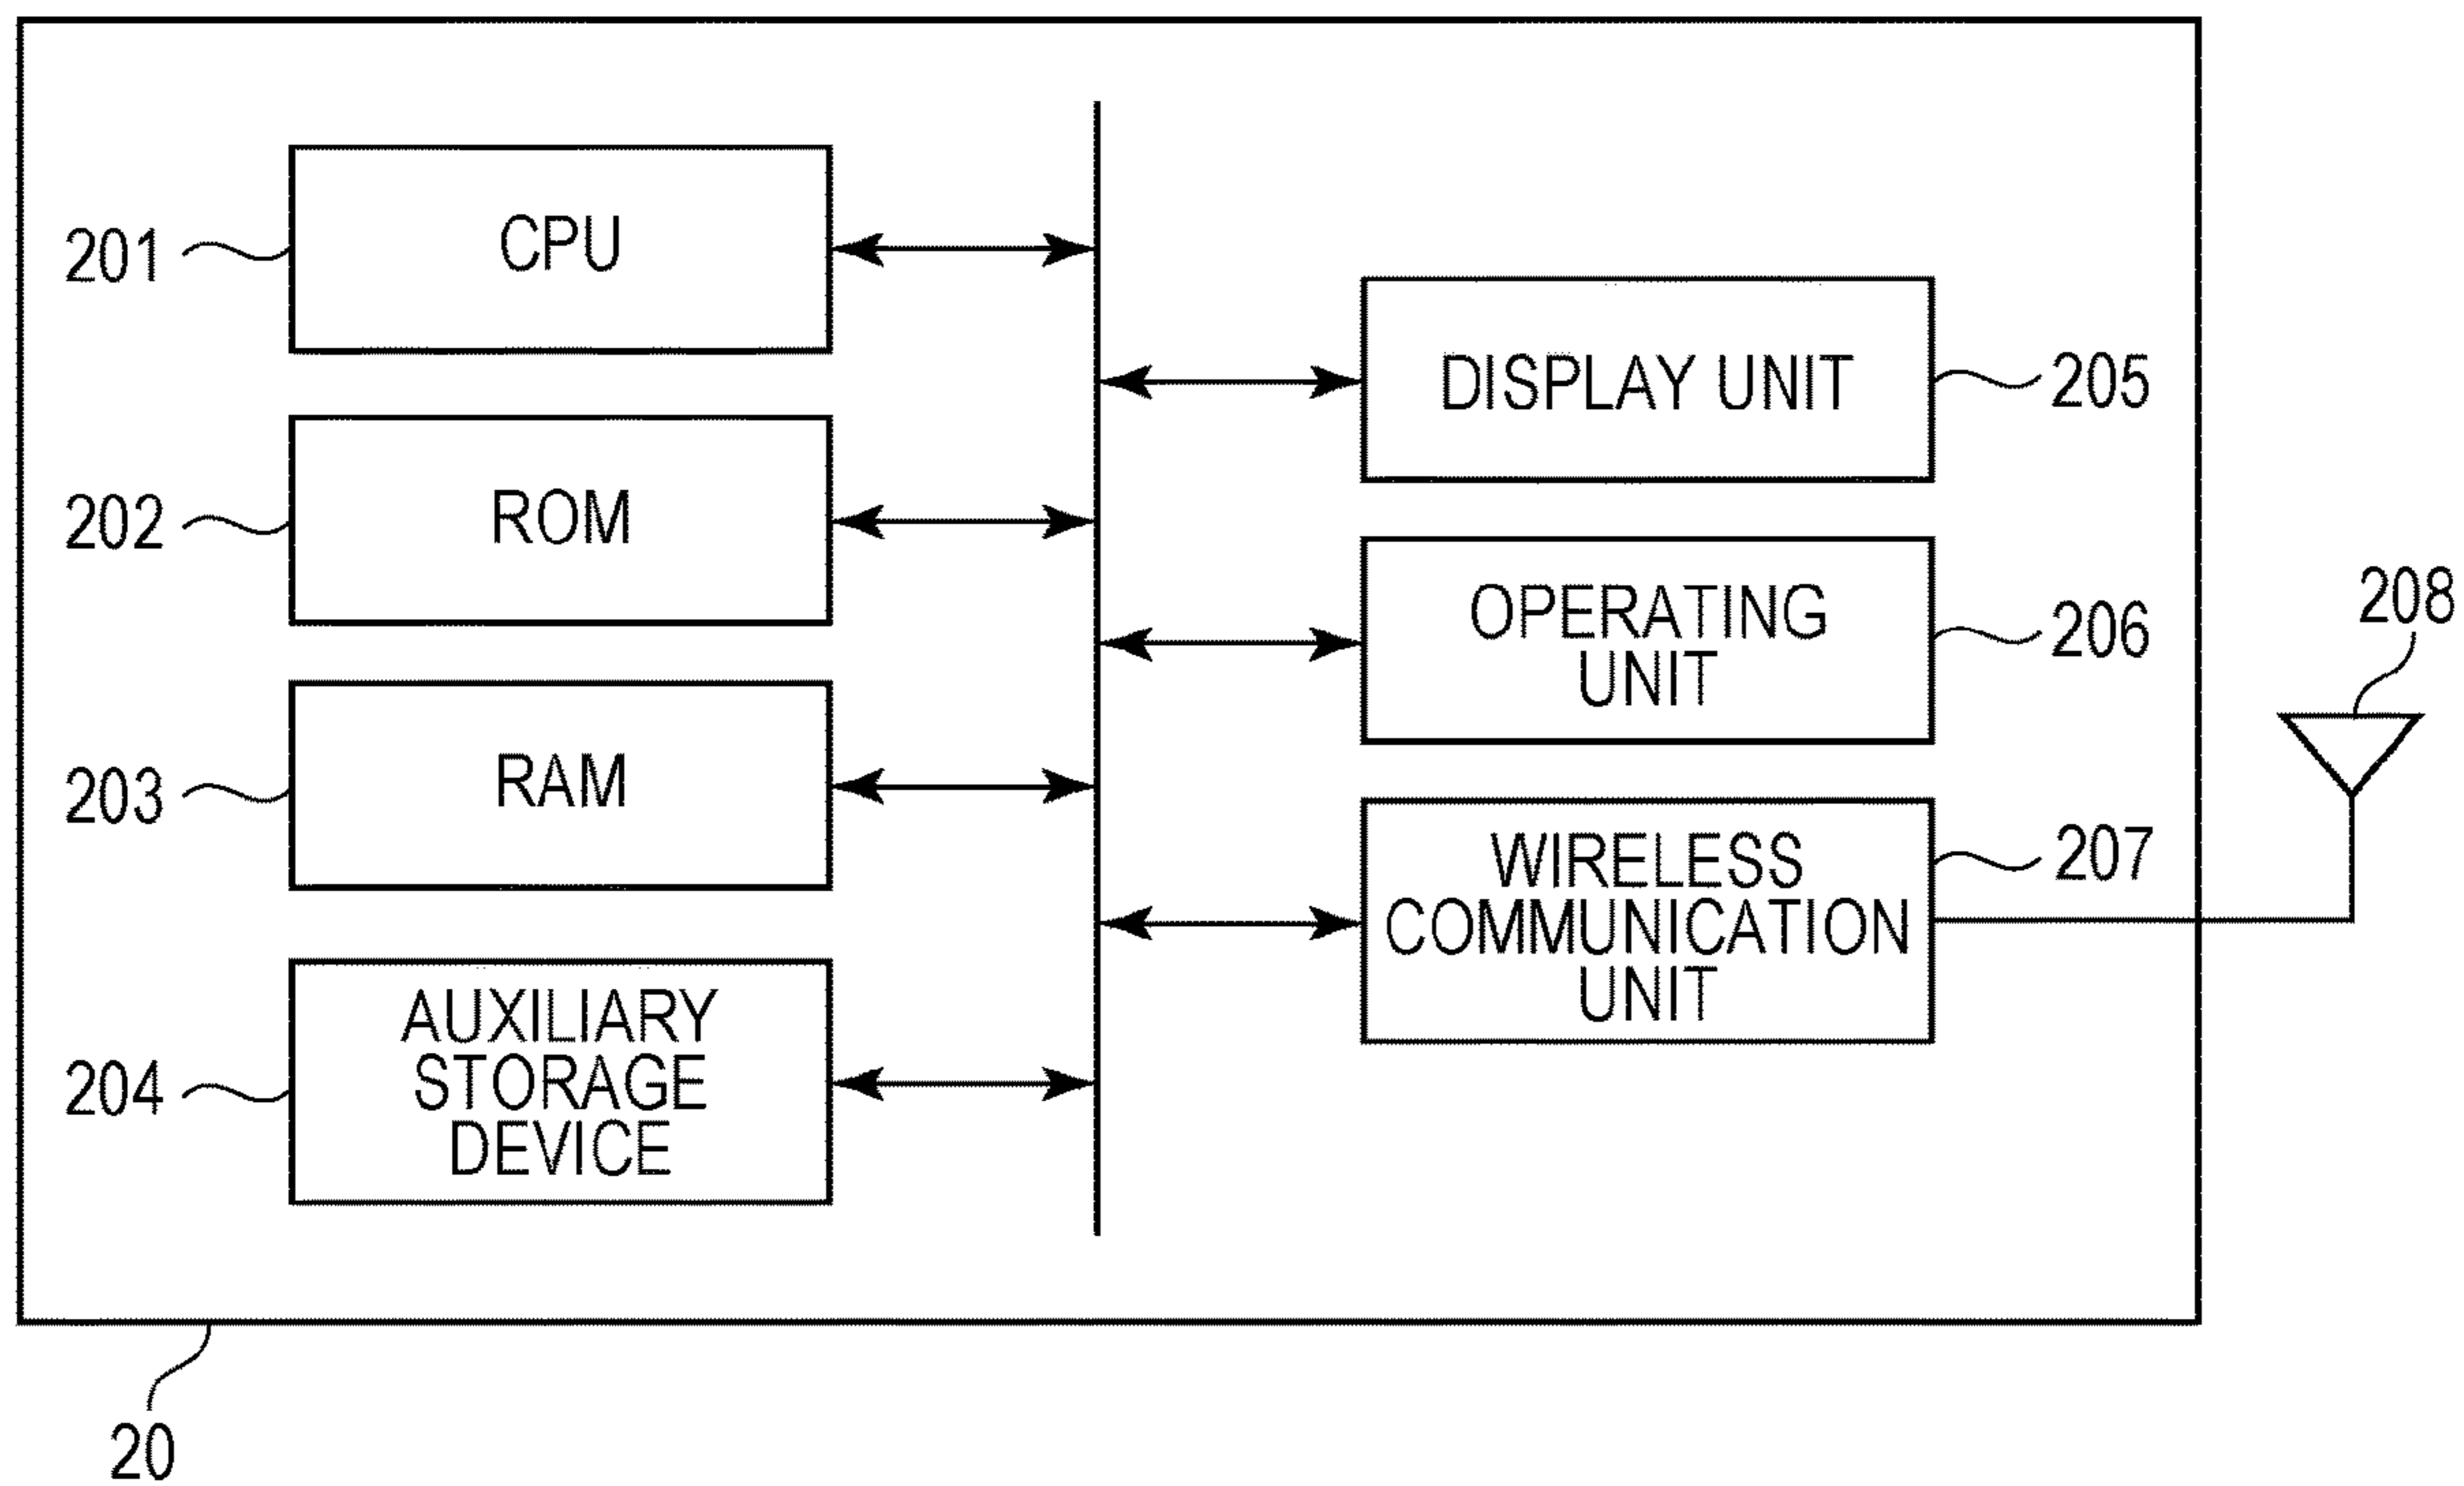 201
CPU
202
ROM
203
RAM
204
AUXILIARY
STORAGE
DEVICE
DISPLAY UNIT
205
OPERATING
UNIT
206
WIRELESS
COMMUNICATION
UNIT
207
208
20